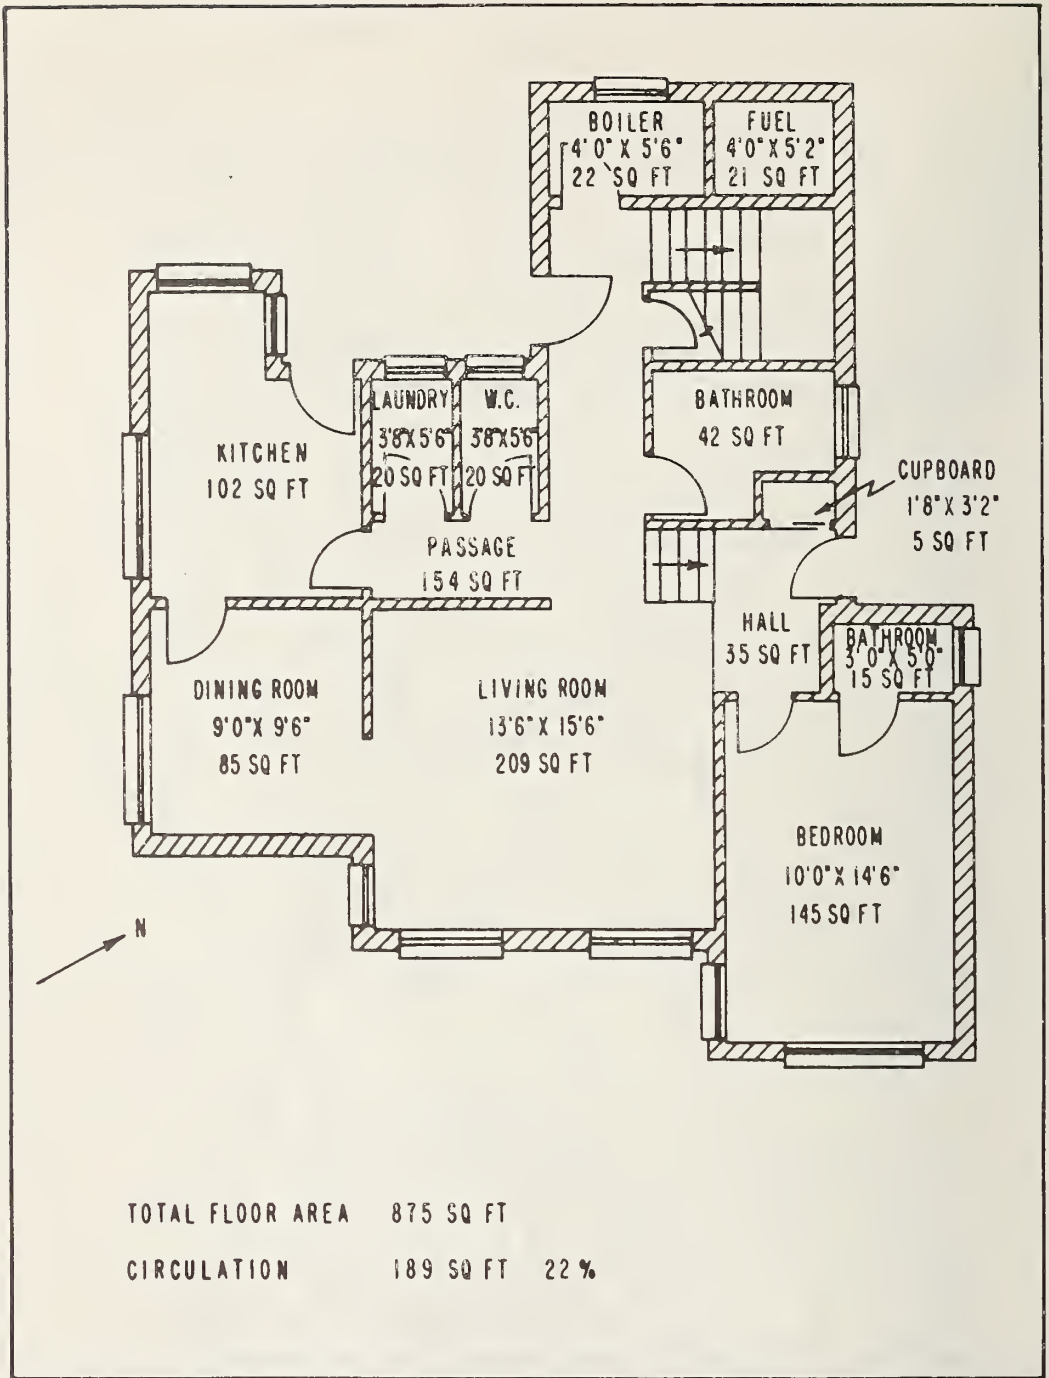 BOILER
4'0" X 5'6"
22 SQ FT
FUEL
4'0" X 5'2"
21 SQ FT
LAUNDRY
3'8"X5'6"
20 SQ FT
W.C.
3'8"X5'6"
20 SQ FT
BATHROOM
42 SQ FT
KITCHEN
102 SQ FT
CUPBOARD
1'8" X 3'2"
5 SQ FT
PASSAGE
154 SQ FT
HALL
35 SQ FT
BATHROOM
3'0" X 5'0"
15 SQ FT
DINING ROOM
9'0" X 9'6"
85 SQ FT
LIVING ROOM
13'6" X 15'6"
209 SQ FT
BEDROOM
10'0" X 14'6"
145 SQ FT
N
TOTAL FLOOR AREA 875 SQ FT
CIRCULATION 189 SQ FT 22 %